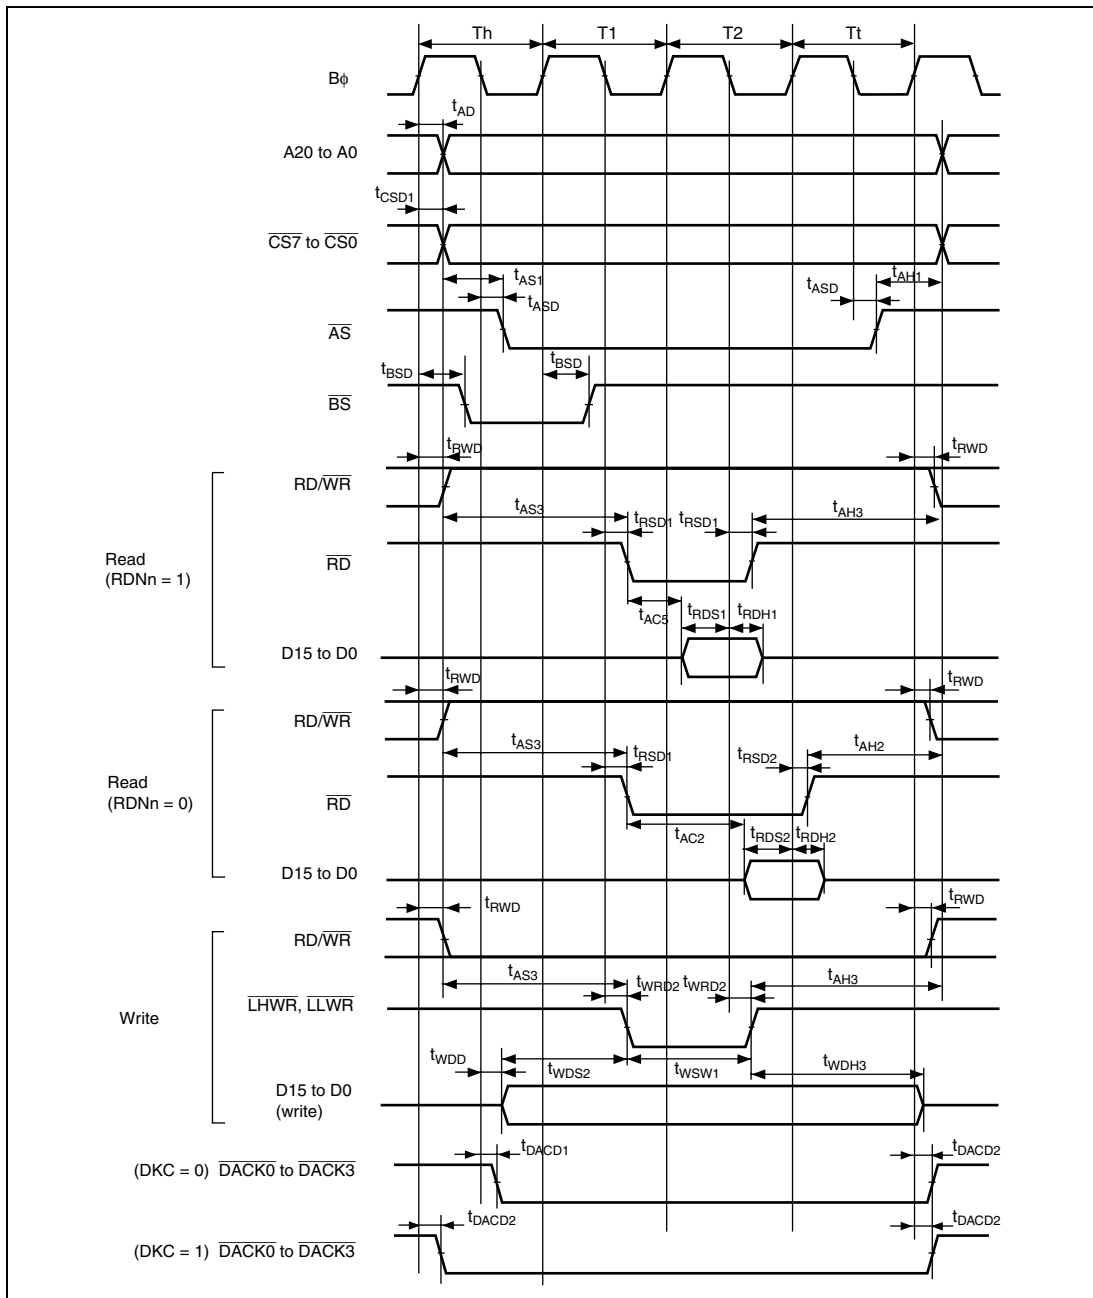 Th T1 T2 Tt
Bφ
tAD
A20 to A0
tCSD1
CS7 to CS0
tAS1 tAH1
tASD tASD
AS
tBSD tBSD
BS
tRWD tRWD
RD/WR
tAS3 tRSD1 tRSD1 tAH3
Read
(RDNn = 1)
RD
tAC5 tRDS1 tRDH1
D15 to D0
tRWD tRWD
RD/WR
tAS3 tRSD1 tRSD2 tAH2
Read
(RDNn = 0)
RD
tAC2 tRDS2 tRDH2
D15 to D0
tRWD tRWD
RD/WR
tAS3 tWRD2 tWRD2 tAH3
Write
LHWR, LLWR
tWDD tWDS2 tWSW1 tWDH3
D15 to D0
(write)
tDACD1 tDACD2
(DKC = 0) DACK0 to DACK3
tDACD2 tDACD2
(DKC = 1) DACK0 to DACK3